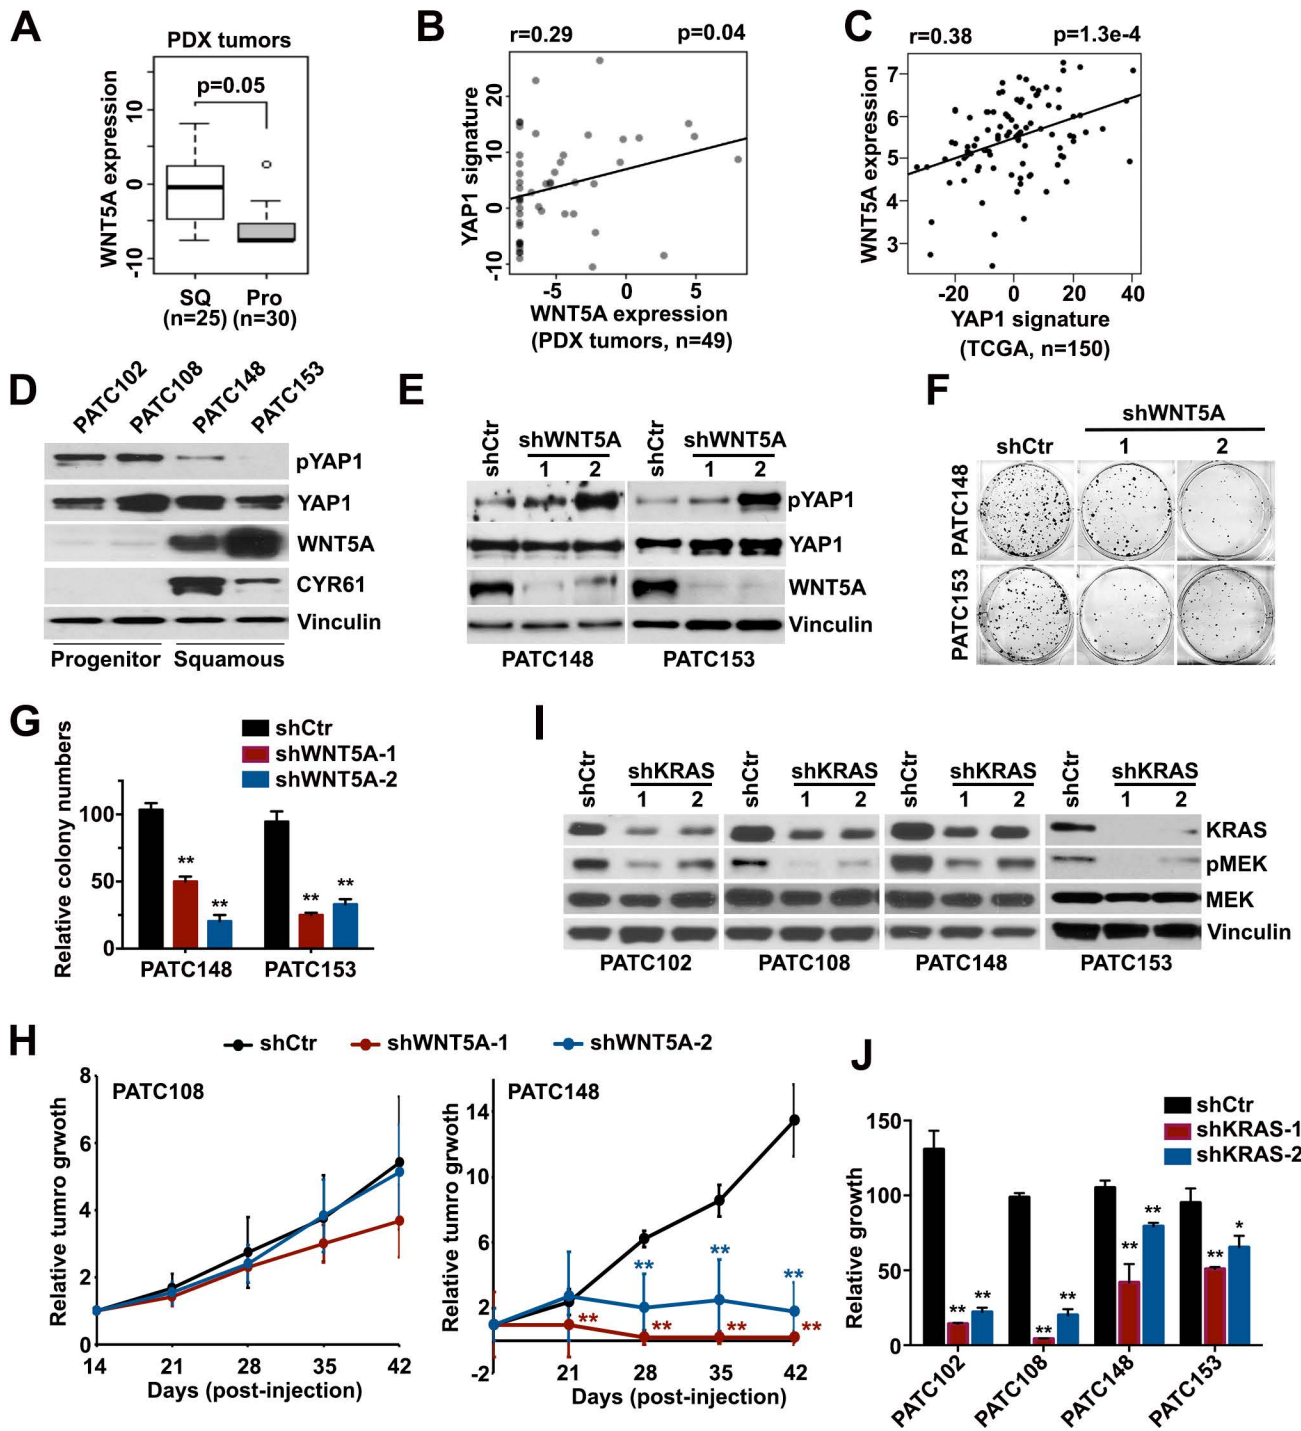 A
PDX tumors
p=0.05
WNT5A expression
10
0
-10
SQ
Pro
(n=25)
(n=30)
B
r=0.29
p=0.04
YAP1 signature
20
10
0
-10
-5
0
5
WNT5A expression
(PDX tumors, n=49)
C
r=0.38
p=1.3e-4
WNT5A expression
7
6
5
4
3
-20
0
20
40
YAP1 signature
(TCGA, n=150)
D
PATC102
PATC108
PATC148
PATC153
pYAP1
YAP1
WNT5A
CYR61
Vinculin
Progenitor
Squamous
E
shCtr
shWNT5A
1
2
shCtr
shWNT5A
1
2
pYAP1
YAP1
WNT5A
Vinculin
PATC148
PATC153
F
shWNT5A
shCtr
1
2
PATC148
PATC153
G
shCtr
shWNT5A-1
shWNT5A-2
Relative colony numbers
100
50
0
**
**
**
**
PATC148
PATC153
I
shCtr
shKRAS
1
2
shCtr
shKRAS
1
2
shCtr
shKRAS
1
2
shCtr
shKRAS
1
2
KRAS
pMEK
MEK
Vinculin
PATC102
PATC108
PATC148
PATC153
H
shCtr
shWNT5A-1
shWNT5A-2
PATC108
Relative tumro grwoth
8
6
4
2
0
14
21
28
35
42
Days (post-injection)
PATC148
Relative tumro grwoth
14
10
6
2
-2
**
**
**
**
**
**
**
21
28
35
42
Days (post-injection)
J
shCtr
shKRAS-1
shKRAS-2
Relative growth
150
100
50
0
**
**
**
**
**
**
**
*
PATC102
PATC108
PATC148
PATC153